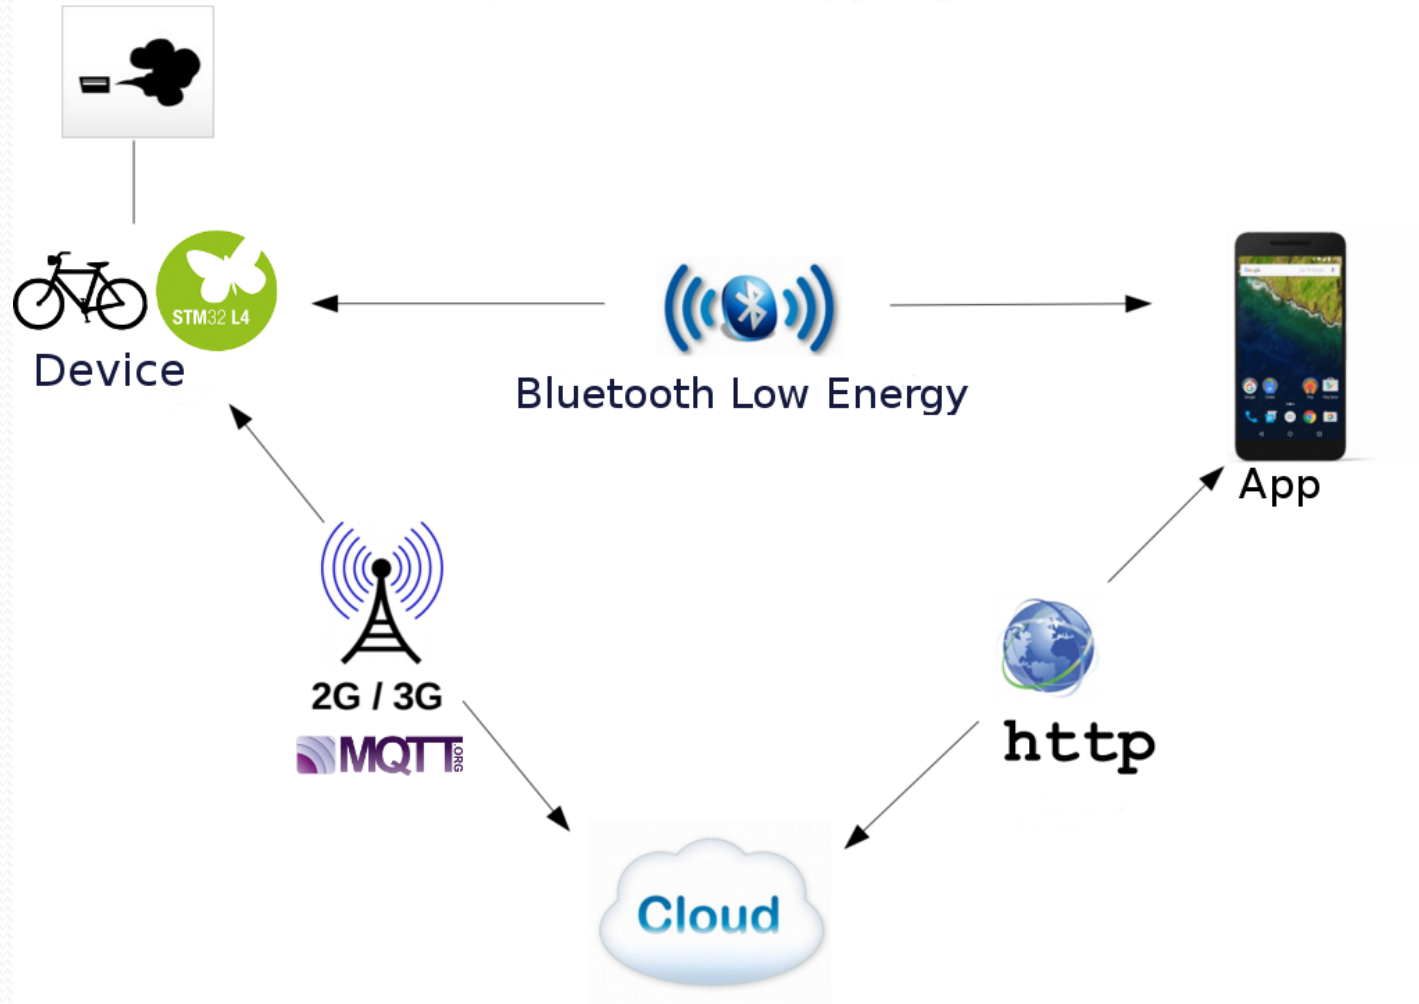 STM32 L4
Device
Bluetooth Low Energy
App
2G / 3G
MQTT.ORG
http
Cloud